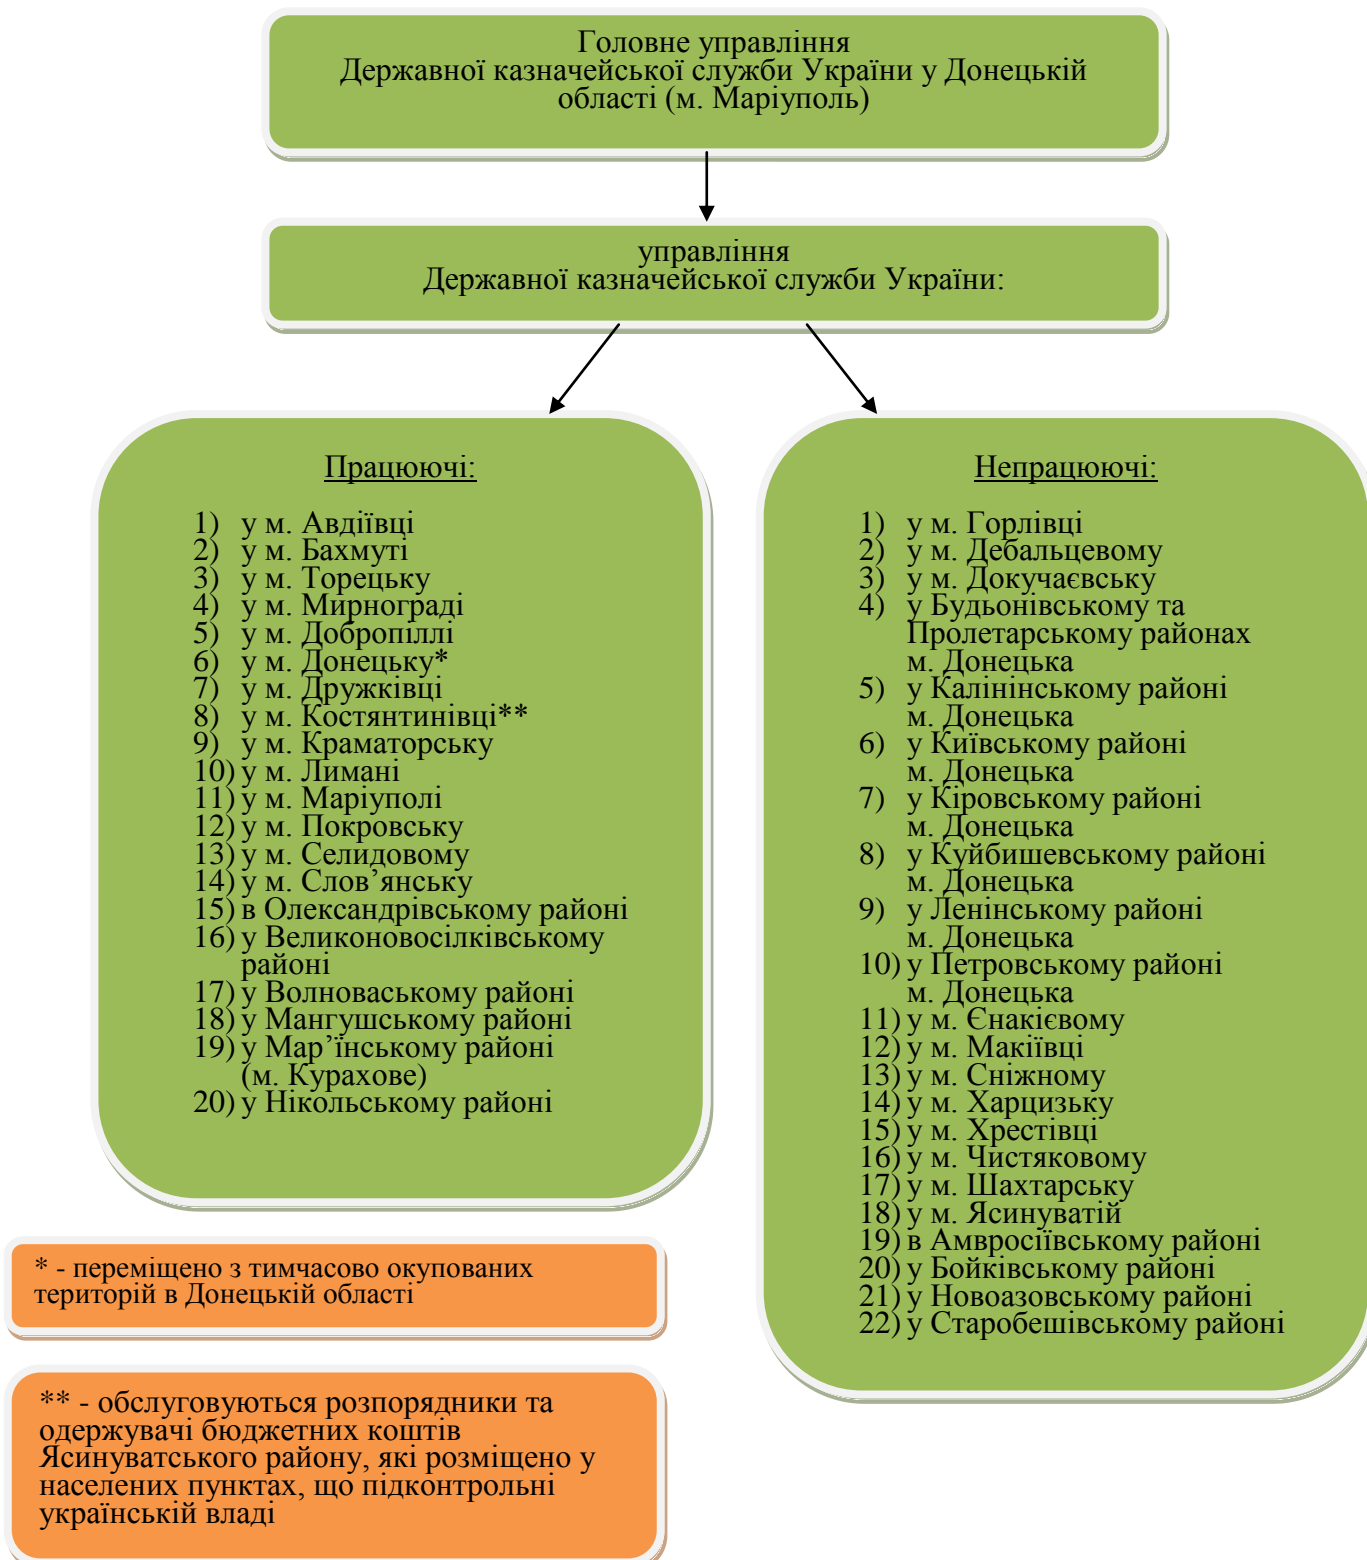 Головне управління
Державної казначейської служби України у Донецькій
області (м. Маріуполь)
управління
Державної казначейської служби України:
Працюючі:
1) у м. Авдіївці
2) у м. Бахмуті
3) у м. Торецьку
4) у м. Мирнограді
5) у м. Добропіллі
6) у м. Донецьку*
7) у м. Дружківці
8) у м. Костянтинівці**
9) у м. Краматорську
10) у м. Лимані
11) у м. Маріуполі
12) у м. Покровську
13) у м. Селидовому
14) у м. Слов’янську
15) в Олександрівському районі
16) у Великоновосілківському
районі
17) у Волноваському районі
18) у Мангушському районі
19) у Мар’їнському районі
(м. Курахове)
20) у Нікольському районі
Непрацюючі:
1) у м. Горлівці
2) у м. Дебальцевому
3) у м. Докучаєвську
4) у Будьонівському та
Пролетарському районах
м. Донецька
5) у Калінінському районі
м. Донецька
6) у Київському районі
м. Донецька
7) у Кіровському районі
м. Донецька
8) у Куйбишевському районі
м. Донецька
9) у Ленінському районі
м. Донецька
10) у Петровському районі
м. Донецька
11) у м. Єнакієвому
12) у м. Макіївці
13) у м. Сніжному
14) у м. Харцизьку
15) у м. Хрестівці
16) у м. Чистяковому
17) у м. Шахтарську
18) у м. Ясинуватій
19) в Амвросіївському районі
20) у Бойківському районі
21) у Новоазовському районі
22) у Старобешівському районі
* - переміщено з тимчасово окупованих
територій в Донецькій області
** - обслуговуються розпорядники та
одержувачі бюджетних коштів
Ясинуватського району, які розміщено у
населених пунктах, що підконтрольні
українській владі